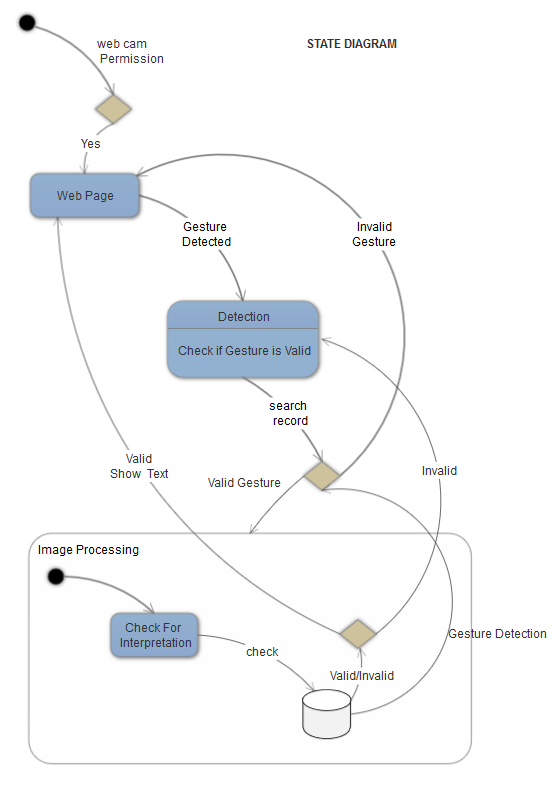 STATE DIAGRAM
web cam
Permission
Yes
Web Page
Gesture
Detected
Invalid
Gesture
Detection
Check if Gesture is Valid
search
record
Valid
Show Text
Valid Gesture
Invalid
Image Processing
Check For
Interpretation
check
Gesture Detection
Valid/Invalid